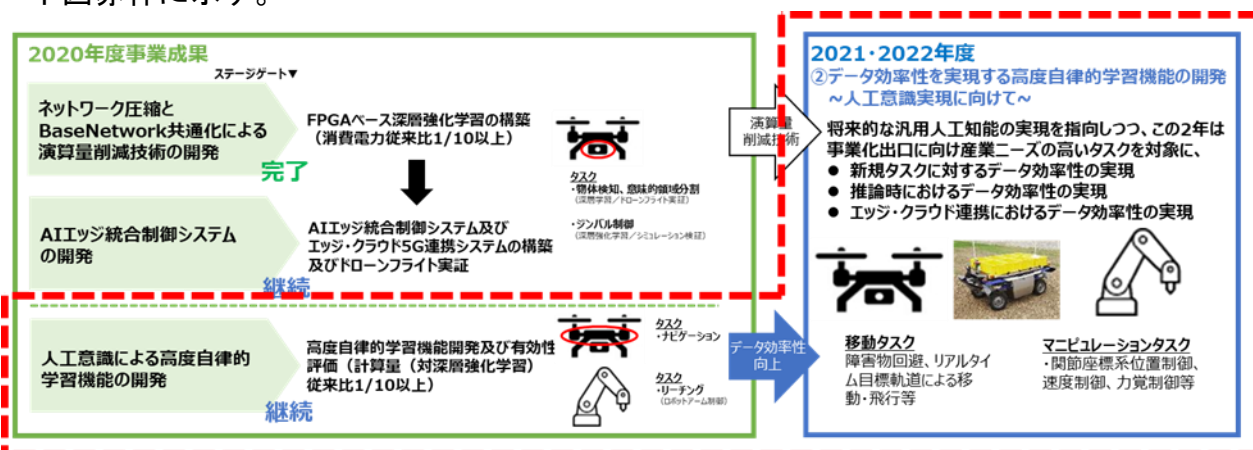 2020年度事業成果
ステージゲート▼
ネットワーク圧縮と
BaseNetwork共通化による
演算量削減技術の開発
完了
FPGAベース深層強化学習の構築
(消費電力従来比1/10以上)
タスク
・物体検知、意味的領域分割
(深層学習/ドローンフライト実証)
・ジンバル制御
(深層強化学習/シミュレーション検証)
AIエッジ統合制御システム
の開発
継続
AIエッジ統合制御システム及び
エッジ・クラウド5G連携システムの構築
及びドローンフライト実証
人工意識による高度自律的
学習機能の開発
継続
高度自律的学習機能開発及び有効性
評価(計算量(対深層強化学習)
従来比1/10以上)
タスク
・ナビゲーション
タスク
・リーチング
(ロボットアーム制御)
演算量
削減技術
データ効率性
向上
2021・2022年度
②データ効率性を実現する高度自律的学習機能の開発
~人工意識実現に向けて~
将来的な汎用人工知能の実現を指向しつつ、この2年は
事業化出口に向け産業ニーズの高いタスクを対象に、
● 新規タスクに対するデータ効率性の実現
● 推論時におけるデータ効率性の実現
● エッジ・クラウド連携におけるデータ効率性の実現
移動タスク
障害物回避、リアルタイ
ム目標軌道による移
動・飛行等
マニピュレーションタスク
・関節座標系位置制御、
速度制御、力覚制御等